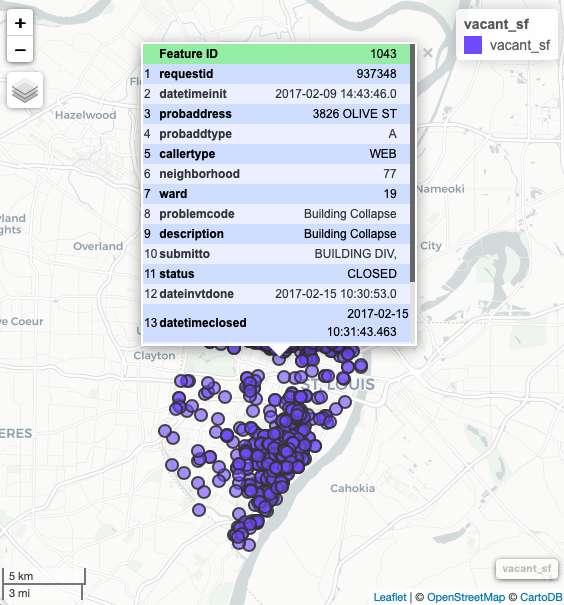 +
−
vacant_sf
vacant_sf
Feature ID 1043
×
1 requestid 937348
2 datetimeinit 2017-02-09 14:43:46.0
3 probaddress 3826 OLIVE ST
4 probaddtype A
5 callertype WEB
6 neighborhood 77
7 ward 19
8 problemcode Building Collapse
9 description Building Collapse
10 submitto BUILDING DIV,
11 status CLOSED
12 dateinvtdone 2017-02-15 10:30:53.0
13 datetimeclosed 2017-02-15
10:31:43.463
Hazelwood
Nameoki
yland
ghts
Overland
City
ve Coeur
Clayton
ST. LOUIS
ERES
Cahokia
5 km
3 mi
vacant_sf
Leaflet | © OpenStreetMap © CartoDB